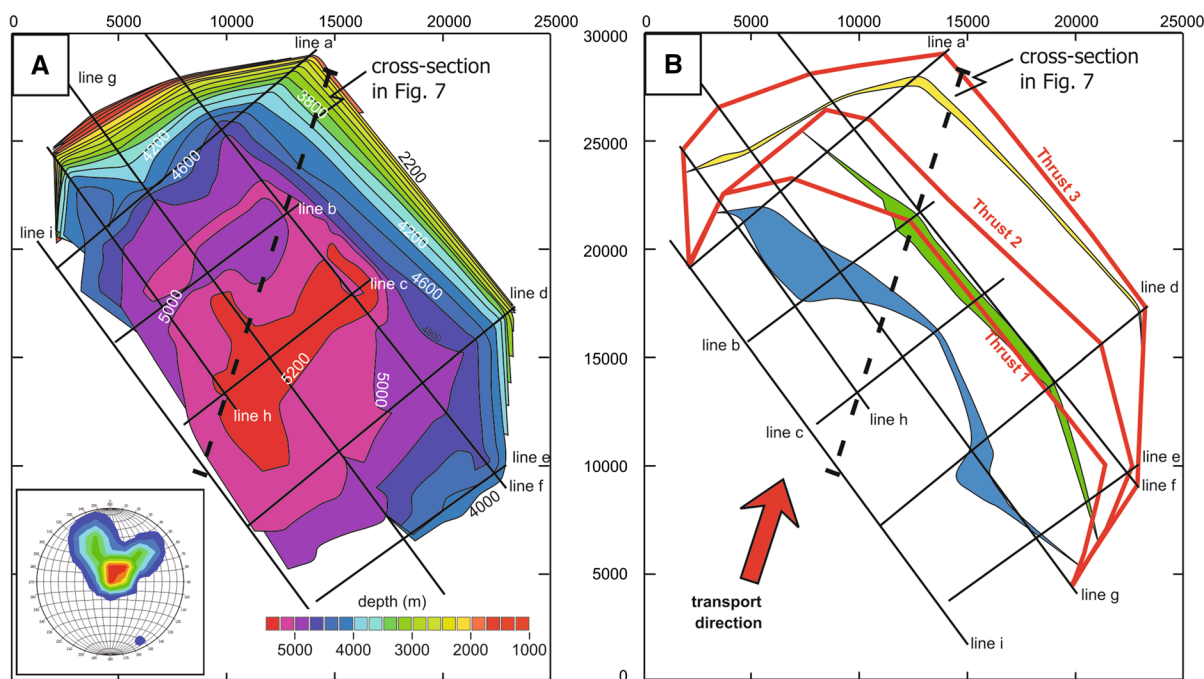 0 5000 10000 15000 20000 25000
0 5000 10000 15000 20000 25000
30000
25000
20000
15000
10000
5000
0
A
line g
line a
cross-section
in Fig. 7
3800
4200
4600
2200
line b
line i
4200
4600
line c
5000
line d
4800
5200
5000
line h
line e
line f
4000
depth (m)
5000 4000 3000 2000 1000
B
line a
cross-section
in Fig. 7
Thrust 3
Thrust 2
line d
line b
Thrust 1
line h
line c
line e
line f
transport
direction
line g
line i